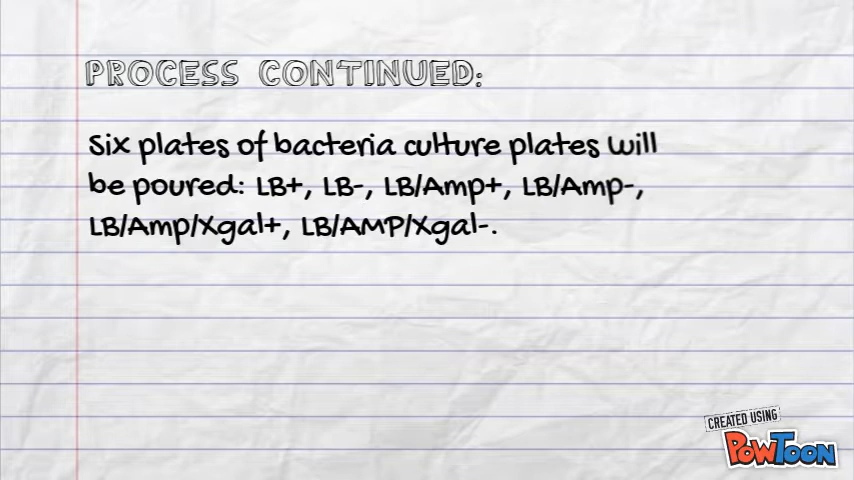 PROCESS CONTINUED:
Six plates of bacteria culture plates will
be poured: LB+, LB-, LB/Amp+, LB/Amp-,
LB/Amp/Xgal+, LB/AMP/Xgal-.
CREATED USING
POWTOON